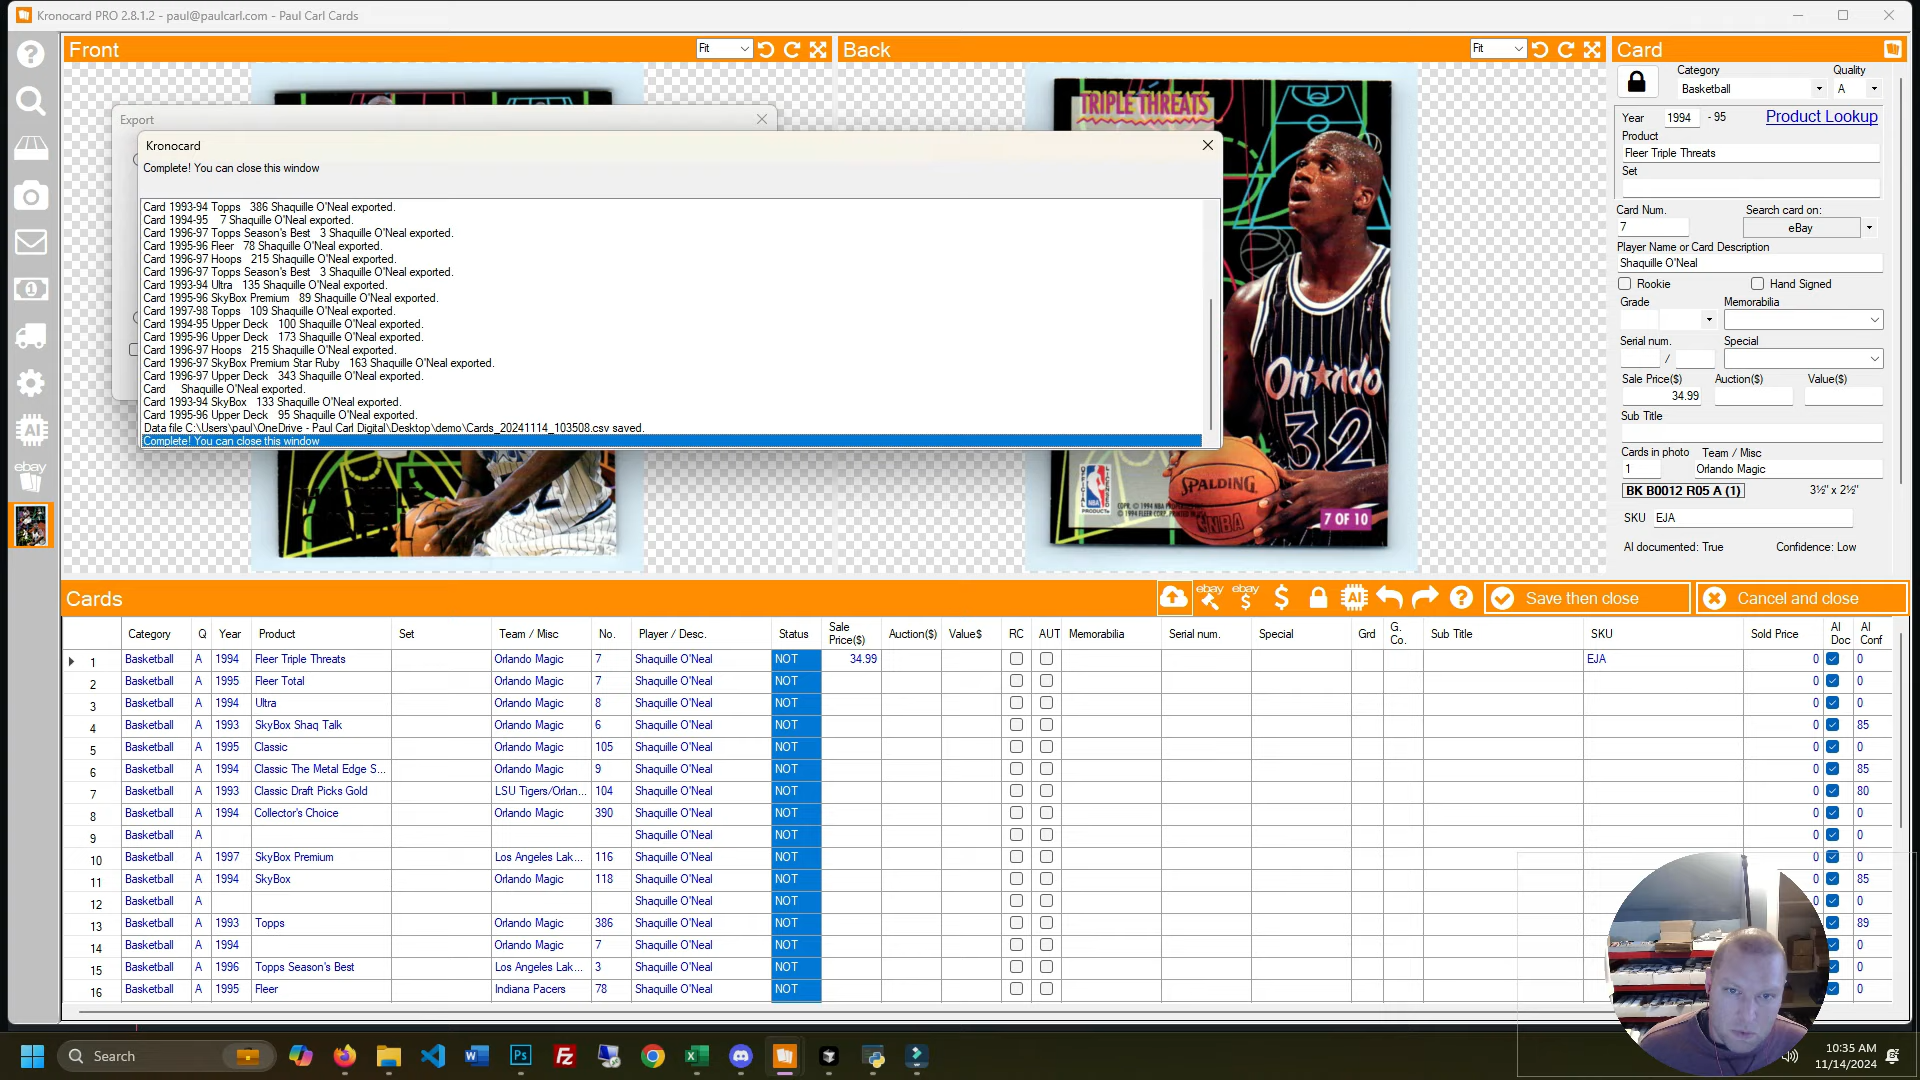 Kronocard PRO 2.8.1.2 - paul@paulcarl.com - Paul Carl Cards
Front
Fit
Back
Fit
Card
Export
Kronocard
Complete! You can close this window
Card 1993-94 Topps 386 Shaquille O'Neal exported.
Card 1994-95 7 Shaquille O'Neal exported.
Card 1996-97 Topps Season's Best 3 Shaquille O'Neal exported.
Card 1995-96 Fleer 78 Shaquille O'Neal exported.
Card 1996-97 Hoops 215 Shaquille O'Neal exported.
Card 1996-97 Topps Season's Best 3 Shaquille O'Neal exported.
Card 1993-94 Ultra 135 Shaquille O'Neal exported.
Card 1995-96 SkyBox Premium 89 Shaquille O'Neal exported.
Card 1997-98 Topps 109 Shaquille O'Neal exported.
Card 1994-95 Upper Deck 100 Shaquille O'Neal exported.
Card 1995-96 Upper Deck 173 Shaquille O'Neal exported.
Card 1996-97 Hoops 215 Shaquille O'Neal exported.
Card 1996-97 SkyBox Premium Star Ruby 163 Shaquille O'Neal exported.
Card 1996-97 Upper Deck 343 Shaquille O'Neal exported.
Card Shaquille O'Neal exported.
Card 1993-94 SkyBox 133 Shaquille O'Neal exported.
Card 1995-96 Upper Deck 95 Shaquille O'Neal exported.
Data file C:\Users\paul\OneDrive - Paul Carl Digital\Desktop\demo\Cards_20241114_103508.csv saved.
Complete! You can close this window
TRIPLE THREATS
Orlando
32
SPALDING
NBA
7 OF 10
AI
ebay
Category Quality
Basketball A
Year 1994 - 95 Product Lookup
Product
Fleer Triple Threats
Set
Card Num. Search card on:
7 eBay
Player Name or Card Description
Shaquille O'Neal
Rookie Hand Signed
Grade Memorabilia
Serial num. Special
/
Sale Price($) Auction($) Value($)
34.99
Sub Title
Cards in photo Team / Misc
1 Orlando Magic
BK B0012 R05 A (1) 3½" x 2½"
SKU EJA
AI documented: True Confidence: Low
Cards ebay ebay $ $ AI ? Save then close Cancel and close
Category Q Year Product Set Team / Misc No. Player / Desc. Status Sale Price($) Auction($) Value$ RC AUT Memorabilia Serial num. Special Grd G. Co. Sub Title SKU Sold Price AI Doc AI Conf
1 Basketball A 1994 Fleer Triple Threats Orlando Magic 7 Shaquille O'Neal NOT 34.99 EJA 0 0
2 Basketball A 1995 Fleer Total Orlando Magic 7 Shaquille O'Neal NOT 0 0
3 Basketball A 1994 Ultra Orlando Magic 8 Shaquille O'Neal NOT 0 0
4 Basketball A 1993 SkyBox Shaq Talk Orlando Magic 6 Shaquille O'Neal NOT 0 85
5 Basketball A 1995 Classic Orlando Magic 105 Shaquille O'Neal NOT 0 0
6 Basketball A 1994 Classic The Metal Edge S... Orlando Magic 9 Shaquille O'Neal NOT 0 85
7 Basketball A 1993 Classic Draft Picks Gold LSU Tigers/Orlan... 104 Shaquille O'Neal NOT 0 80
8 Basketball A 1994 Collector's Choice Orlando Magic 390 Shaquille O'Neal NOT 0 0
9 Basketball A Shaquille O'Neal NOT 0 0
10 Basketball A 1997 SkyBox Premium Los Angeles Lak... 116 Shaquille O'Neal NOT 0 0
11 Basketball A 1994 SkyBox Orlando Magic 118 Shaquille O'Neal NOT 0 85
12 Basketball A Shaquille O'Neal NOT 0 0
13 Basketball A 1993 Topps Orlando Magic 386 Shaquille O'Neal NOT 89
14 Basketball A 1994 Orlando Magic 7 Shaquille O'Neal NOT 0
15 Basketball A 1996 Topps Season's Best Los Angeles Lak... 3 Shaquille O'Neal NOT 0
16 Basketball A 1995 Fleer Indiana Pacers 78 Shaquille O'Neal NOT 0
Search
Ps
10:35 AM
11/14/2024